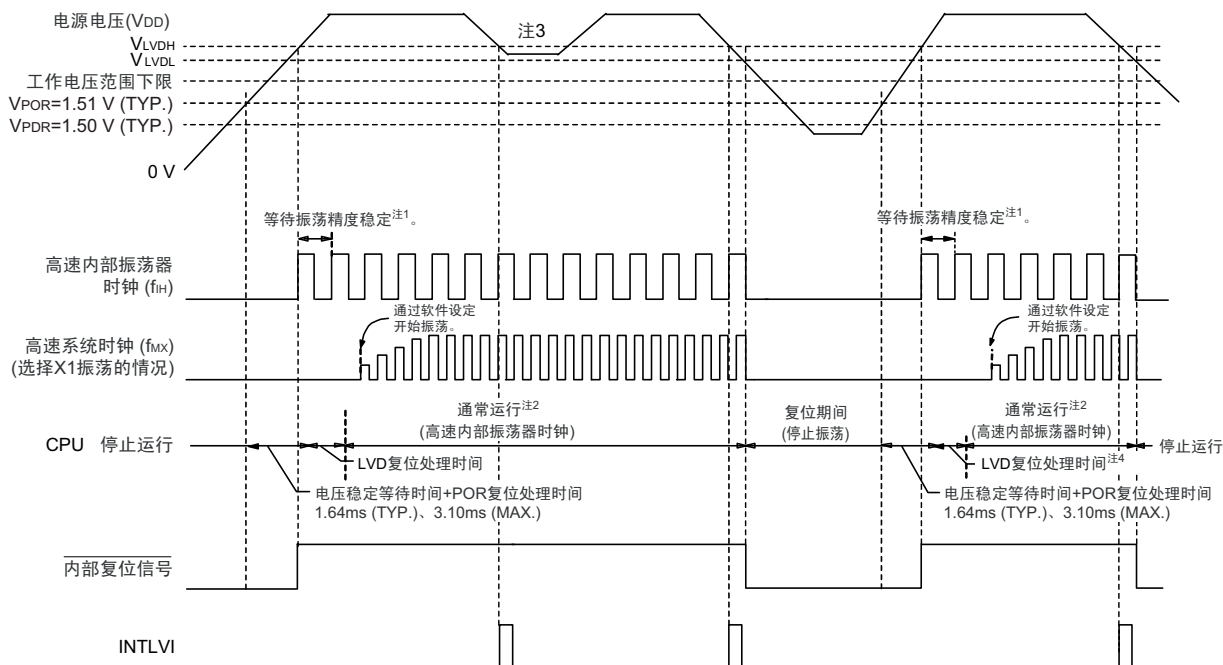 电源电压(VDD)
注3
VLVDH
VLVDL
工作电压范围下限
VPOR=1.51 V (TYP.)
VPDR=1.50 V (TYP.)
0 V
等待振荡精度稳定注1。
等待振荡精度稳定注1。
高速内部振荡器
时钟 (fIH)
通过软件设定
开始振荡。
通过软件设定
开始振荡。
高速系统时钟 (fMX)
(选择X1振荡的情况)
通常运行注2
(高速内部振荡器时钟)
复位期间
(停止振荡)
通常运行注2
(高速内部振荡器时钟)
CPU 停止运行
停止运行
LVD复位处理时间
LVD复位处理时间注4
电压稳定等待时间+POR复位处理时间
1.64ms (TYP.)、3.10ms (MAX.)
电压稳定等待时间+POR复位处理时间
1.64ms (TYP.)、3.10ms (MAX.)
内部复位信号
INTLVI